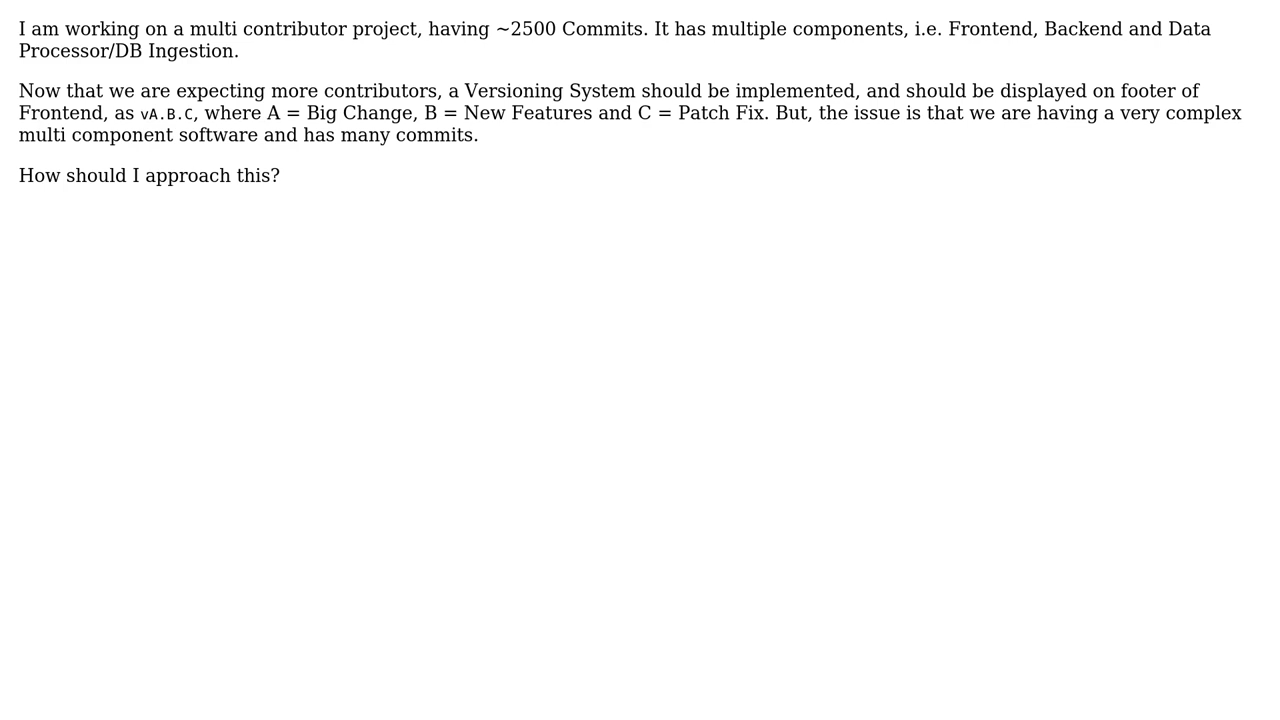 I am working on a multi contributor project, having ~2500 Commits. It has multiple components, i.e. Frontend, Backend and Data
Processor/DB Ingestion.
Now that we are expecting more contributors, a Versioning System should be implemented, and should be displayed on footer of
Frontend, as vA.B.C, where A = Big Change, B = New Features and C = Patch Fix. But, the issue is that we are having a very complex
multi component software and has many commits.
How should I approach this?